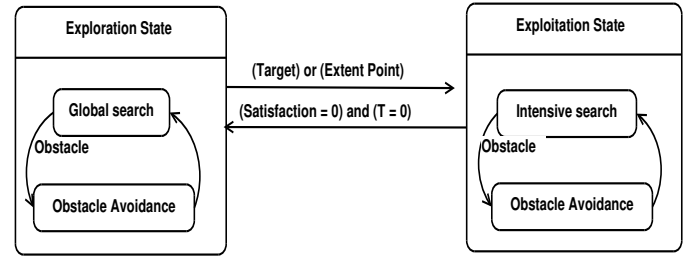 Exploration State
Global search
Obstacle
Obstacle Avoidance
(Target) or (Extent Point)
(Satisfaction = 0) and (T = 0)
Exploitation State
Intensive search
Obstacle
Obstacle Avoidance